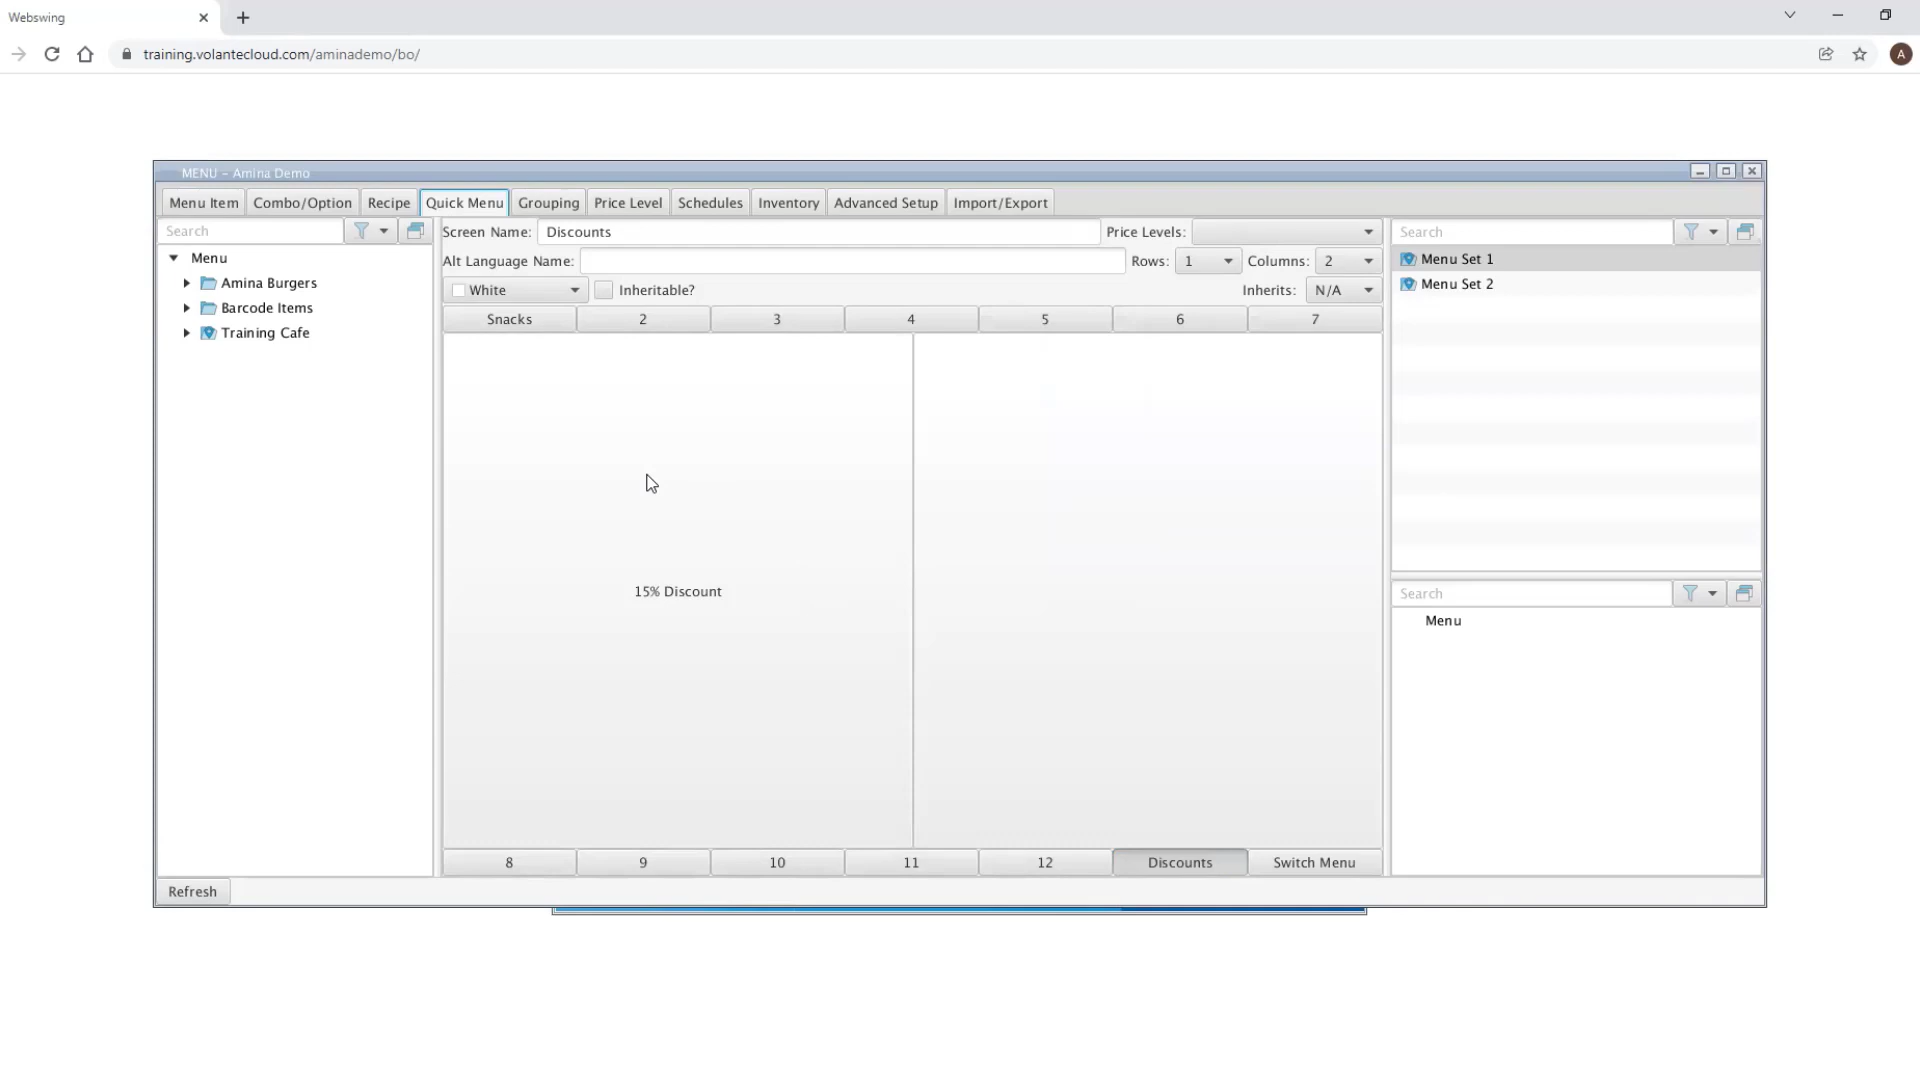 Webswing
training.volantecloud.com/aminademo/bo/
A
MENU – Amina Demo
Menu Item Combo/Option Recipe Quick Menu Grouping Price Level Schedules Inventory Advanced Setup Import/Export
Search
Menu
Amina Burgers
Barcode Items
Training Cafe
Screen Name: Discounts Price Levels:
Alt Language Name: Rows: 1 Columns: 2
White Inheritable? Inherits: N/A
Snacks 2 3 4 5 6 7
15% Discount
8 9 10 11 12 Discounts Switch Menu
Search
Menu Set 1
Menu Set 2
Search
Menu
Refresh